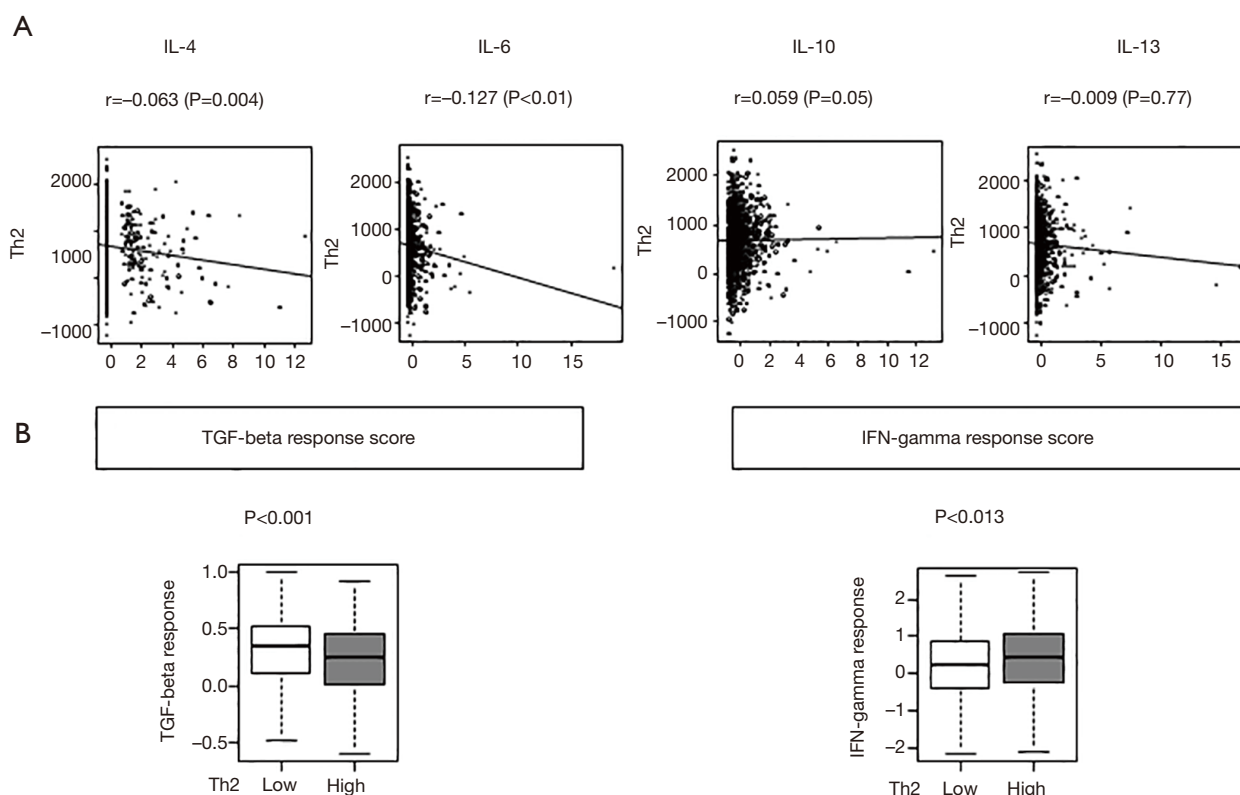 A
IL-4
IL-6
IL-10
IL-13
r=–0.063 (P=0.004)
r=–0.127 (P<0.01)
r=0.059 (P=0.05)
r=–0.009 (P=0.77)
Th2
2000
1000
0
–1000
0 2 4 6 8 10 12
Th2
2000
1000
0
–1000
0 5 10 15
Th2
2000
1000
0
–1000
0 2 4 6 8 10 12
Th2
2000
1000
0
–1000
0 5 10 15
B
TGF-beta response score
IFN-gamma response score
P<0.001
P<0.013
TGF-beta response
1.0
0.5
0.0
–0.5
Th2 Low High
IFN-gamma response
2
1
0
–1
–2
Th2 Low High